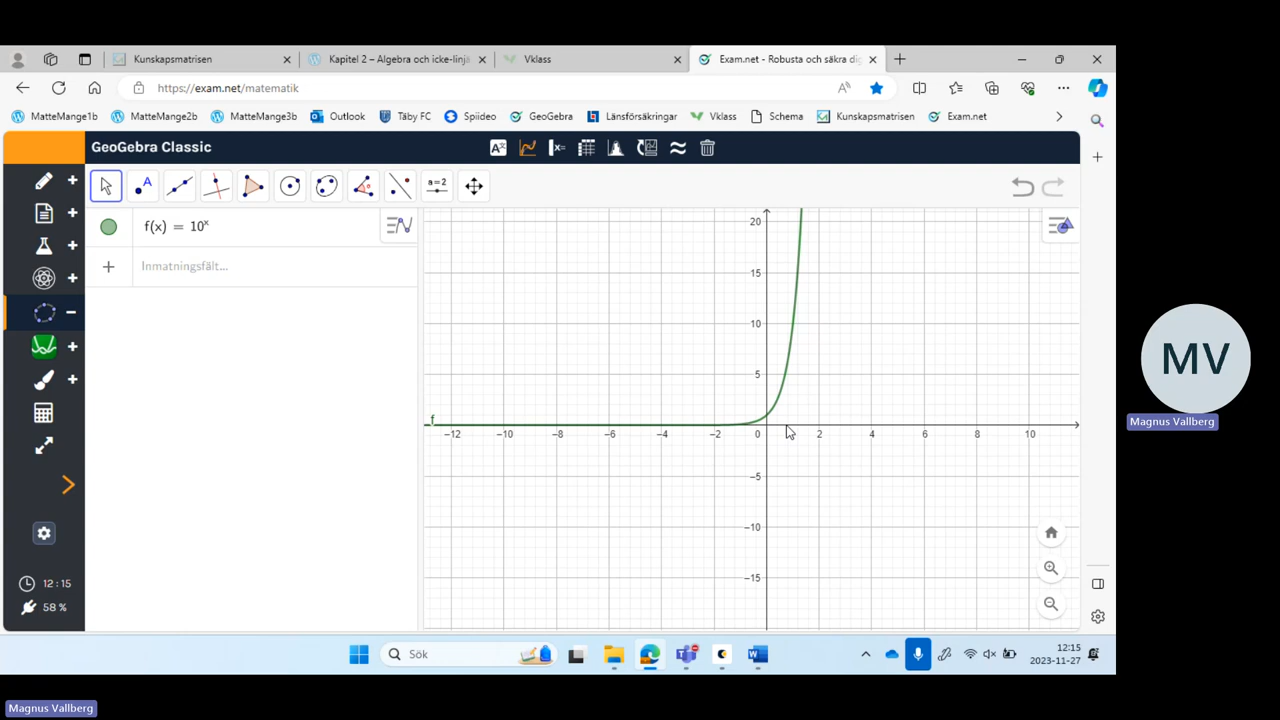 Kunskapsmatrisen
Kapitel 2 – Algebra och icke-linjä
Vklass
Exam.net - Robusta och säkra dig
https://exam.net/matematik
MatteMange1b MatteMange2b MatteMange3b Outlook Täby FC Spiideo GeoGebra Länsförsäkringar Vklass Schema Kunskapsmatrisen Exam.net
GeoGebra Classic
A
a=2
f(x) = 10ˣ
Inmatningsfält...
f
20
15
10
5
−12 −10 −8 −6 −4 −2 0 2 4 6 8 10
−5
−10
−15
12:15
58 %
Sök
12:15
2023-11-27
MV
Magnus Vallberg
Magnus Vallberg